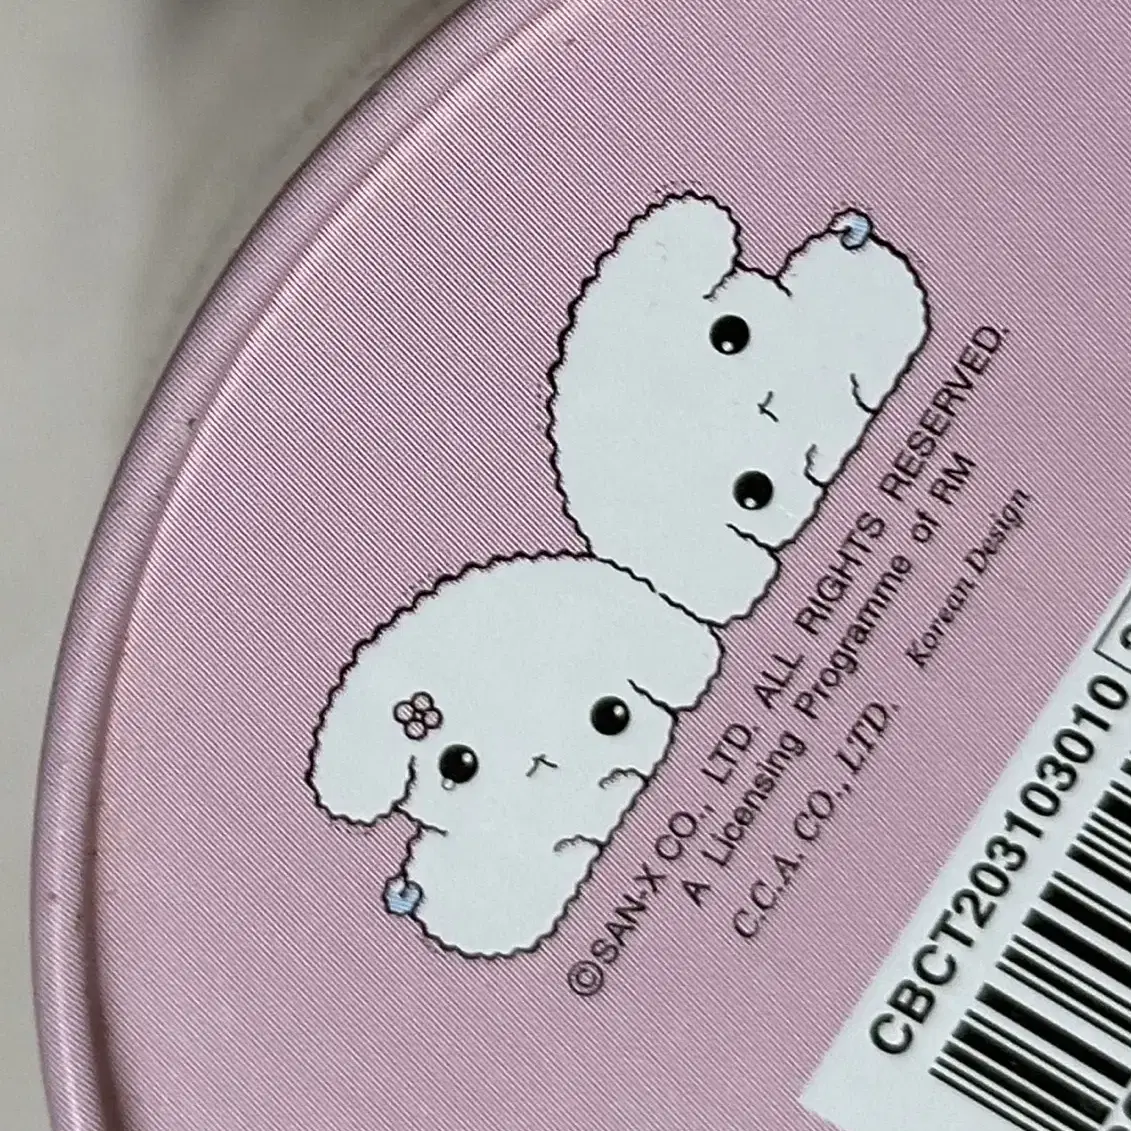 ©SAN-X CO., LTD. ALL RIGHTS RESERVED.
A Licensing Programme of RM
C.C.A. CO., LTD. Korean Design
CBCT203103010